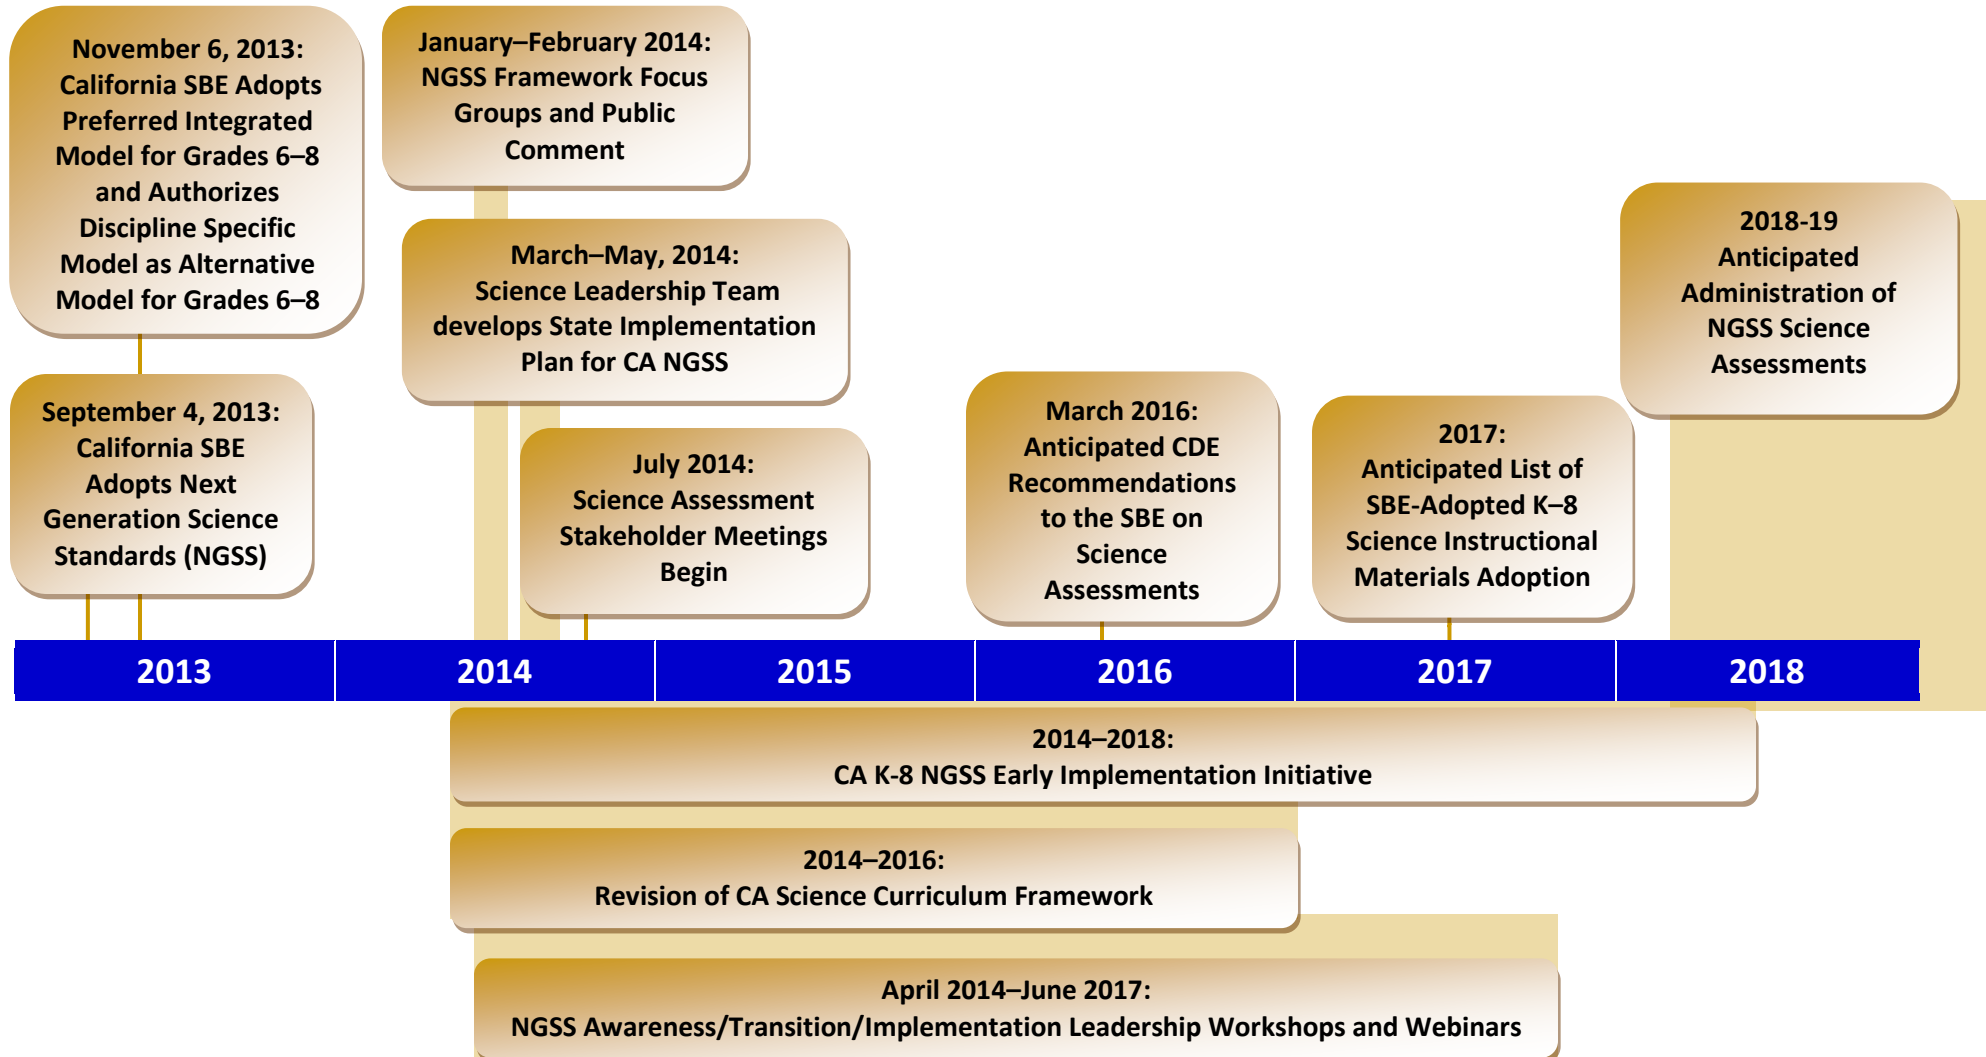 November 6, 2013:
California SBE Adopts
Preferred Integrated
Model for Grades 6–8
and Authorizes
Discipline Specific
Model as Alternative
Model for Grades 6–8
January–February 2014:
NGSS Framework Focus
Groups and Public
Comment
March–May, 2014:
Science Leadership Team
develops State Implementation
Plan for CA NGSS
2018-19
Anticipated
Administration of
NGSS Science
Assessments
September 4, 2013:
California SBE
Adopts Next
Generation Science
Standards (NGSS)
July 2014:
Science Assessment
Stakeholder Meetings
Begin
March 2016:
Anticipated CDE
Recommendations
to the SBE on
Science
Assessments
2017:
Anticipated List of
SBE-Adopted K–8
Science Instructional
Materials Adoption
2013
2014
2015
2016
2017
2018
2014–2018:
CA K-8 NGSS Early Implementation Initiative
2014–2016:
Revision of CA Science Curriculum Framework
April 2014–June 2017:
NGSS Awareness/Transition/Implementation Leadership Workshops and Webinars